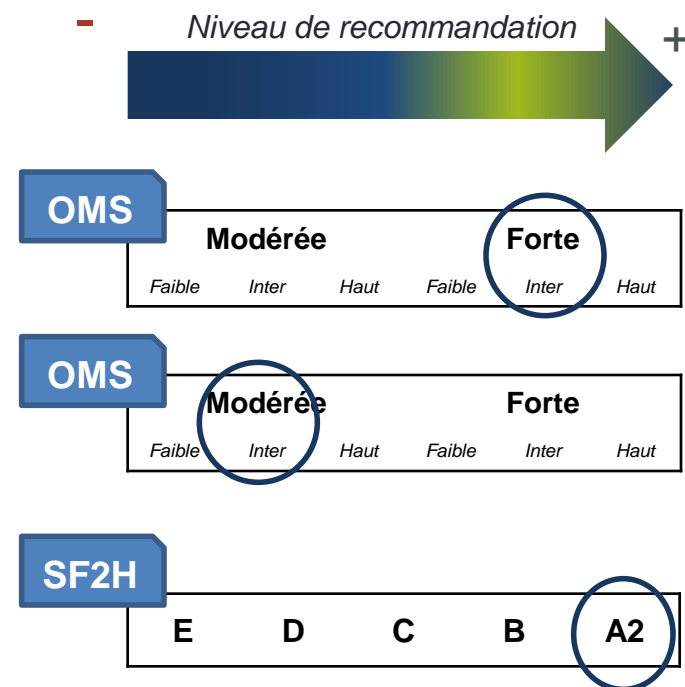 - Niveau de recommandation +
OMS
Modérée Forte
Faible Inter Haut Faible Inter Haut
OMS
Modérée Forte
Faible Inter Haut Faible Inter Haut
SF2H
E D C B A2